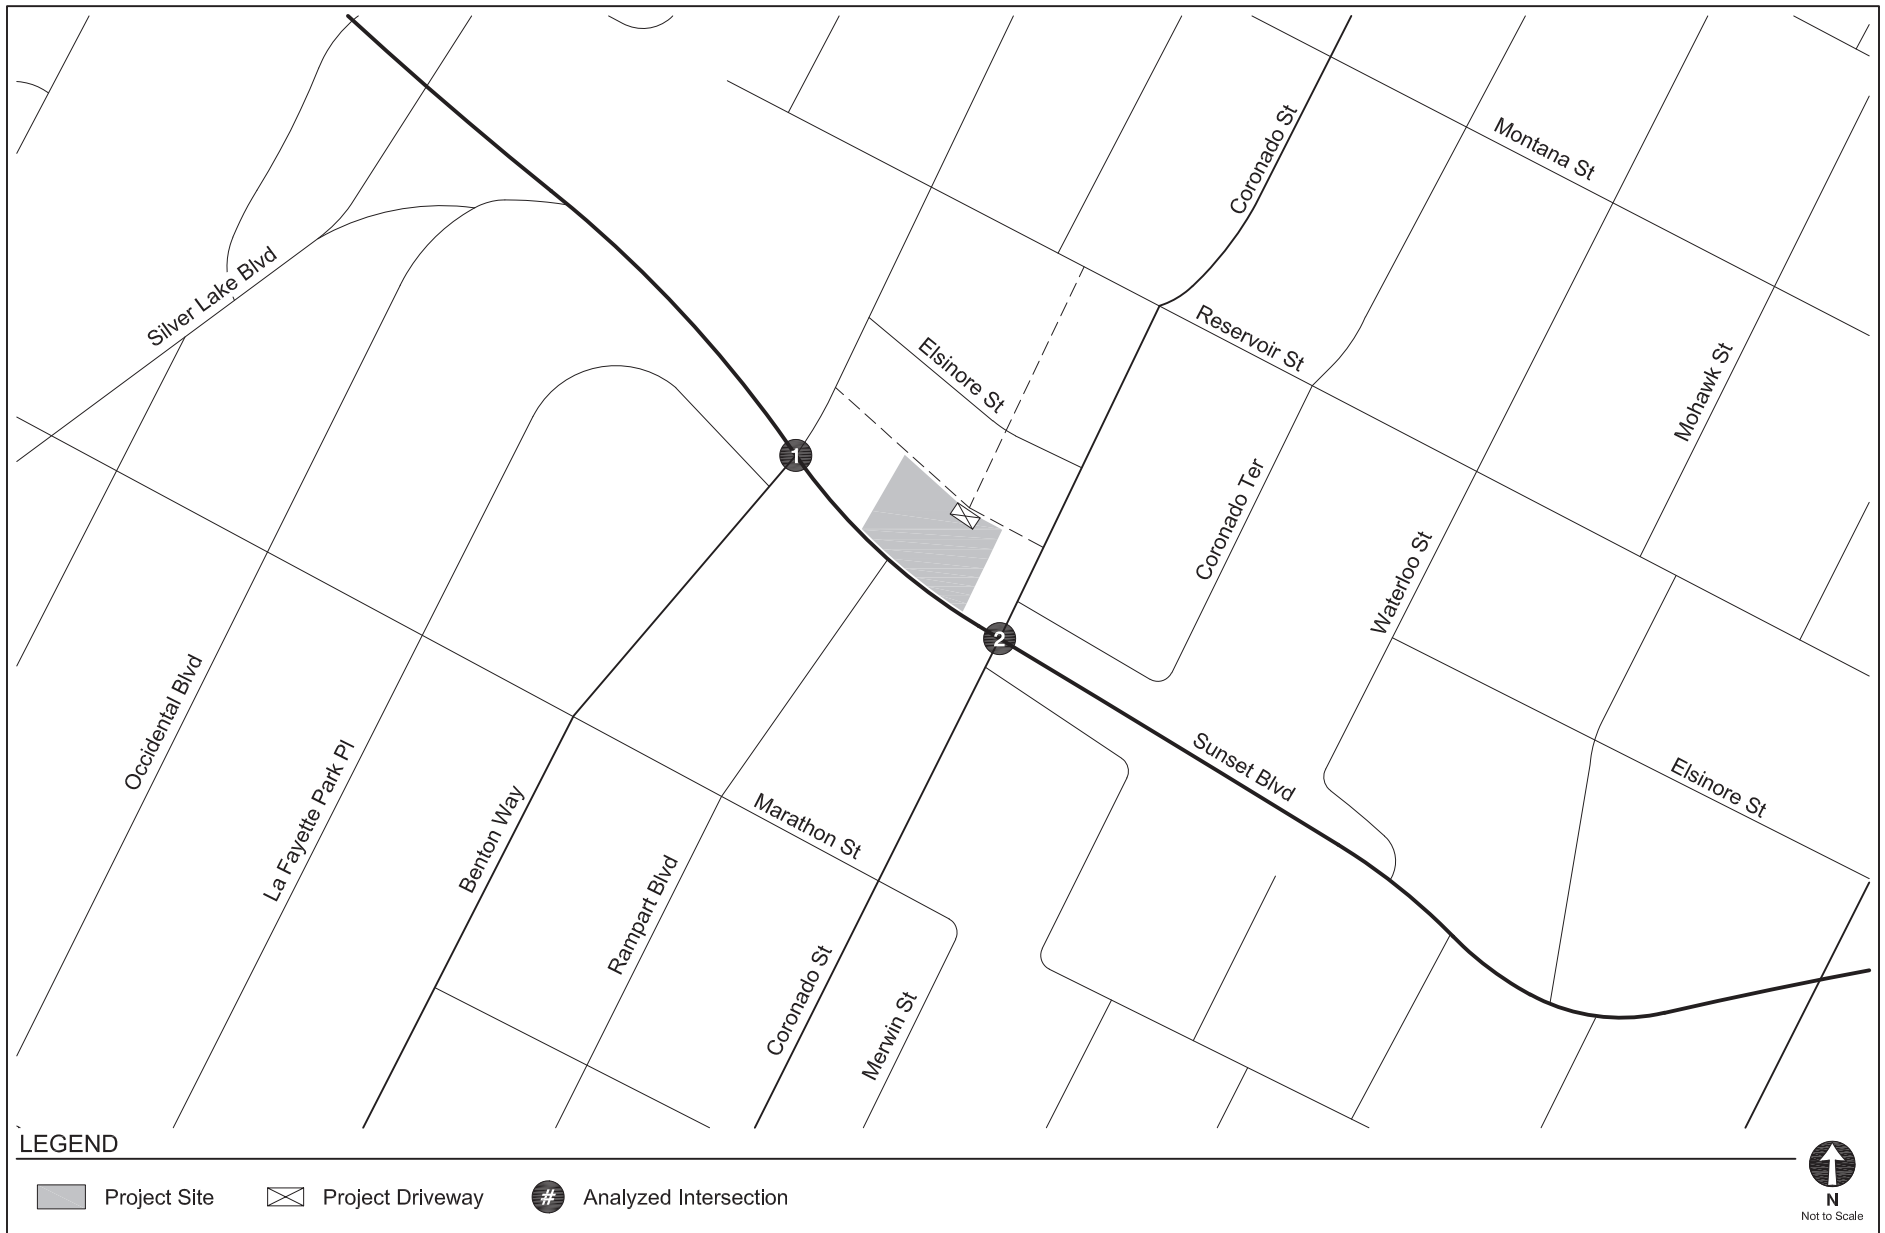 Coronado St
Montana St
Silver Lake Blvd
Elsinore St
Reservoir St
Mohawk St
1
Coronado Ter
Waterloo St
2
Occidental Blvd
La Fayette Park Pl
Benton Way
Sunset Blvd
Elsinore St
Marathon St
Rampart Blvd
Coronado St
Merwin St
LEGEND
Project Site
Project Driveway
# Analyzed Intersection
N
Not to Scale